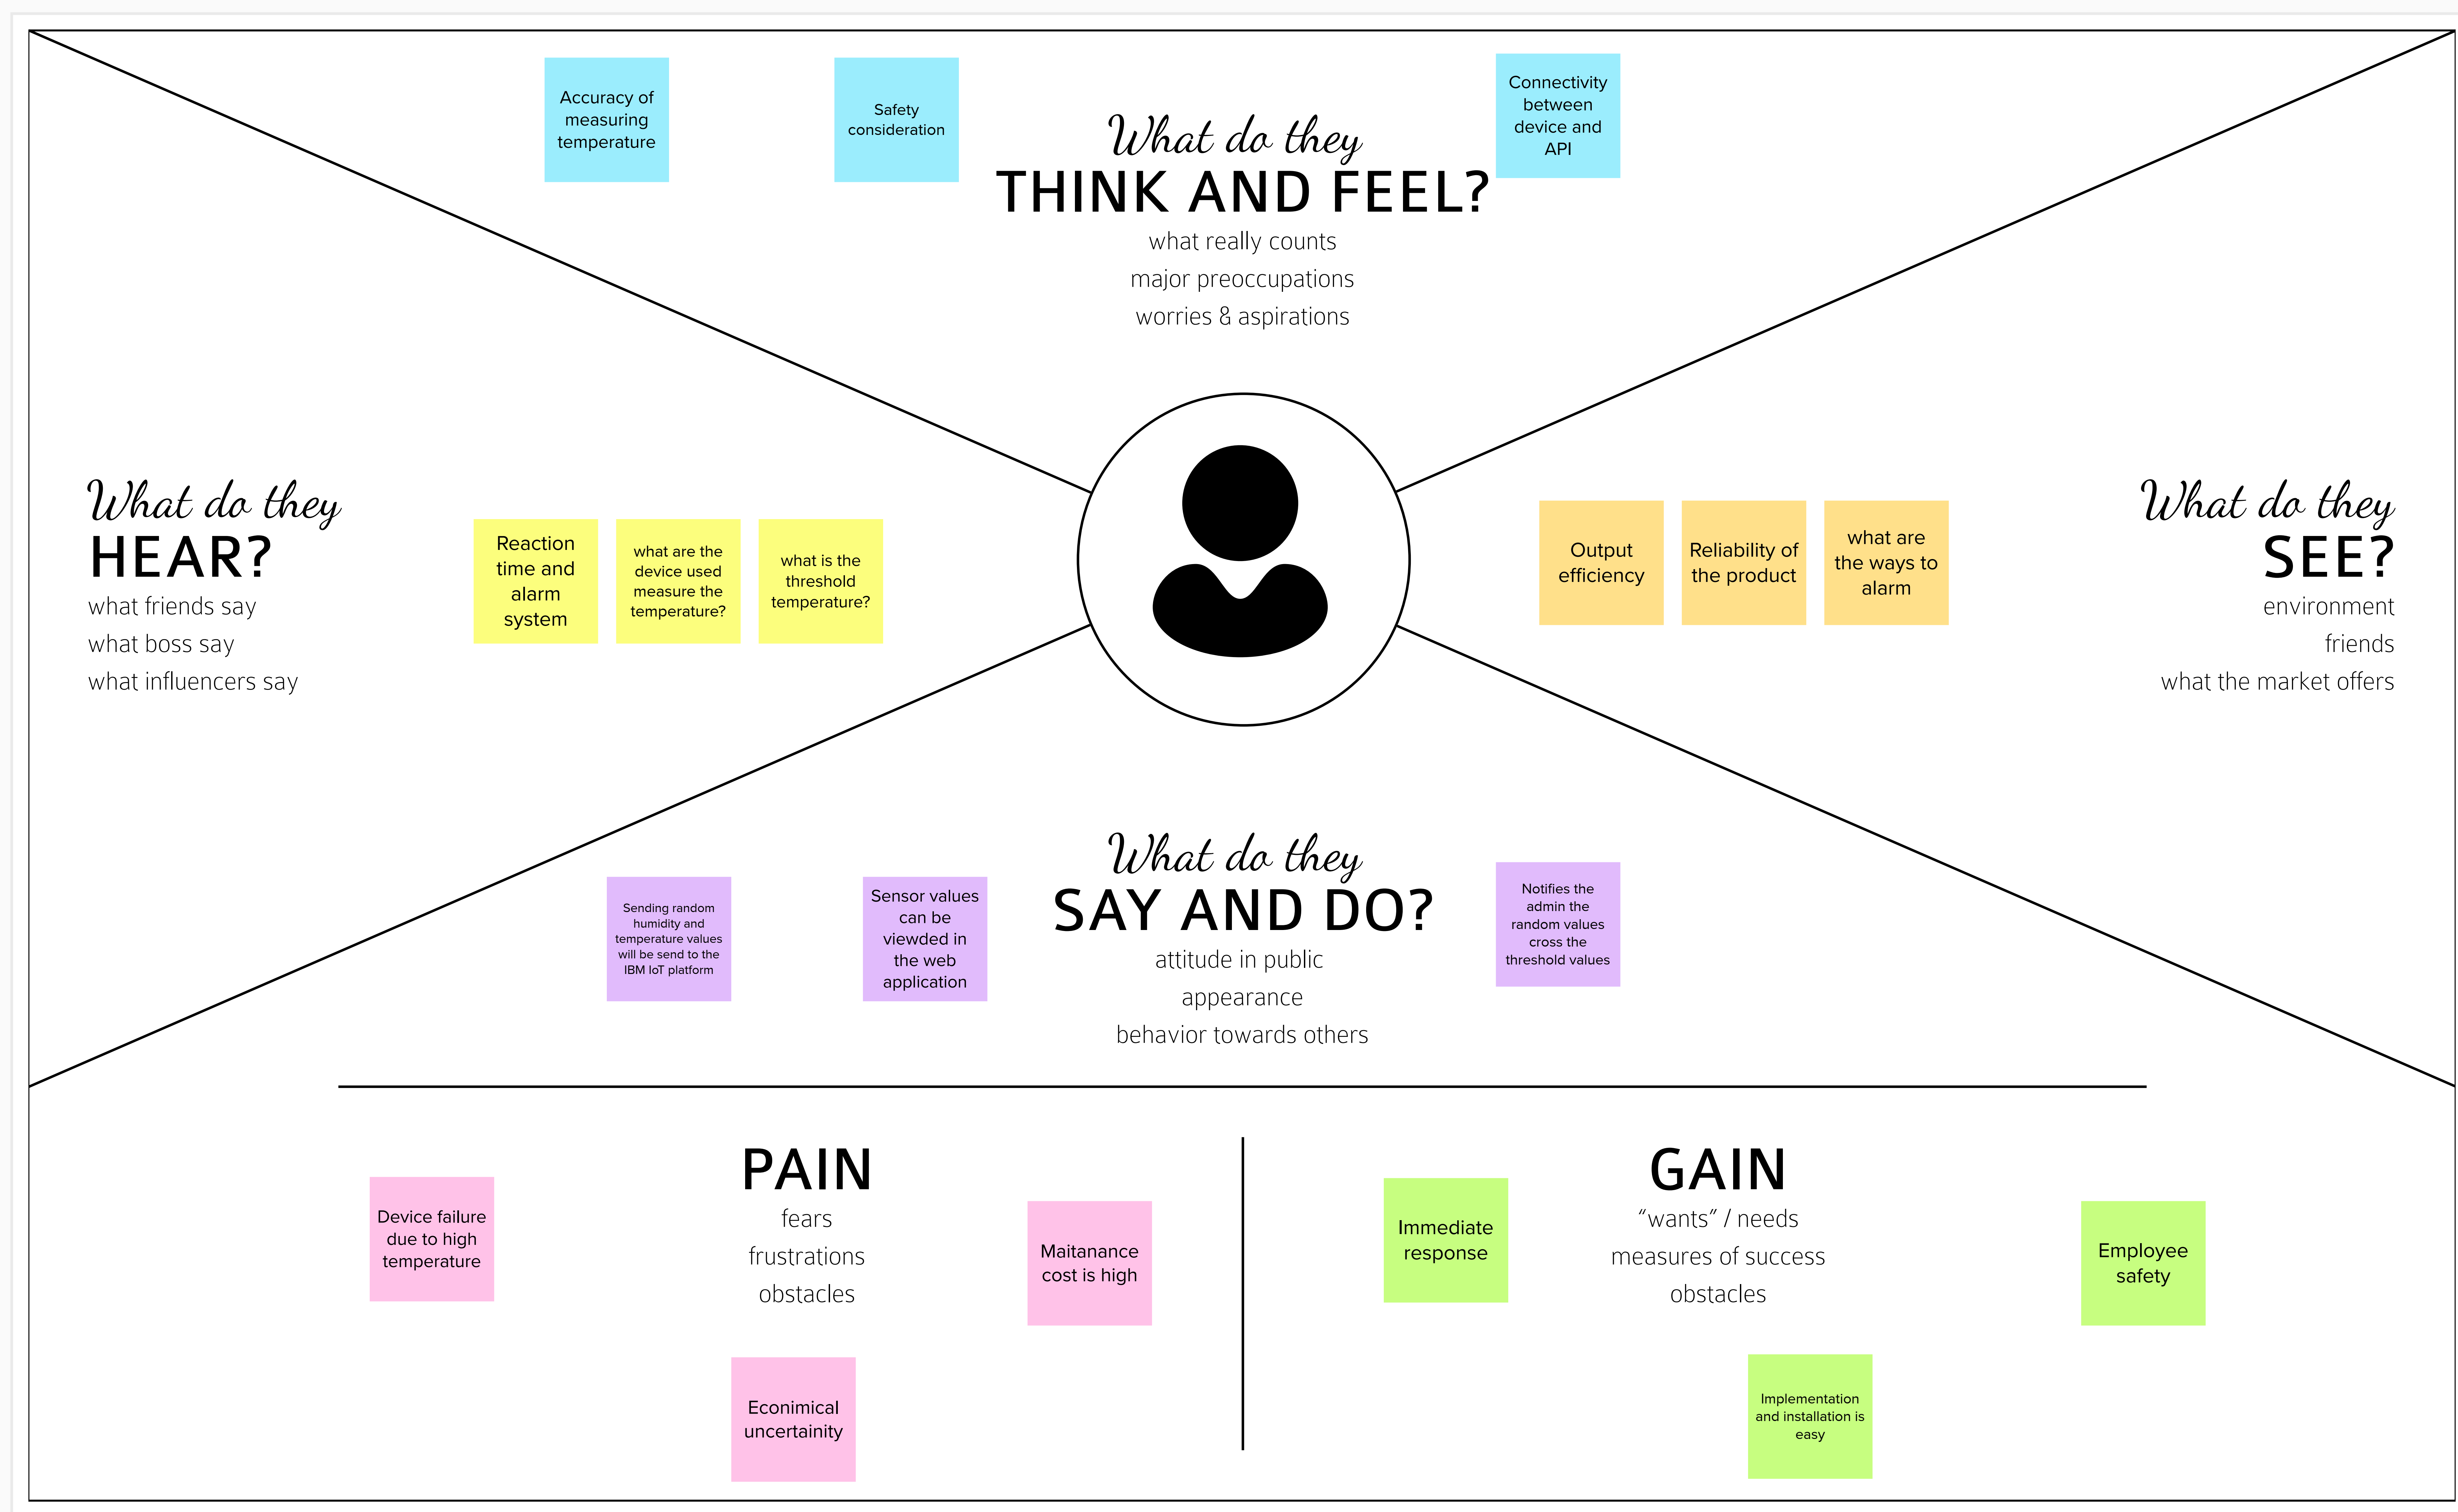 Accuracy of
measuring
temperature
Safety
consideration
What do they
THINK AND FEEL?
what really counts
major preoccupations
worries & aspirations
Connectivity
between
device and
API
What do they
HEAR?
what friends say
what boss say
what influencers say
Reaction
time and
alarm
system
what are the
device used
measure the
temperature?
what is the
threshold
temperature?
Output
efficiency
Reliability of
the product
what are
the ways to
alarm
What do they
SEE?
environment
friends
what the market offers
Sending random
humidity and
temperature values
will be send to the
IBM IoT platform
Sensor values
can be
viewded in
the web
application
What do they
SAY AND DO?
attitude in public
appearance
behavior towards others
Notifies the
admin the
random values
cross the
threshold values
Device failure
due to high
temperature
PAIN
fears
frustrations
obstacles
Maitanance
cost is high
Econimical
uncertainity
Immediate
response
GAIN
“wants” / needs
measures of success
obstacles
Employee
safety
Implementation
and installation is
easy